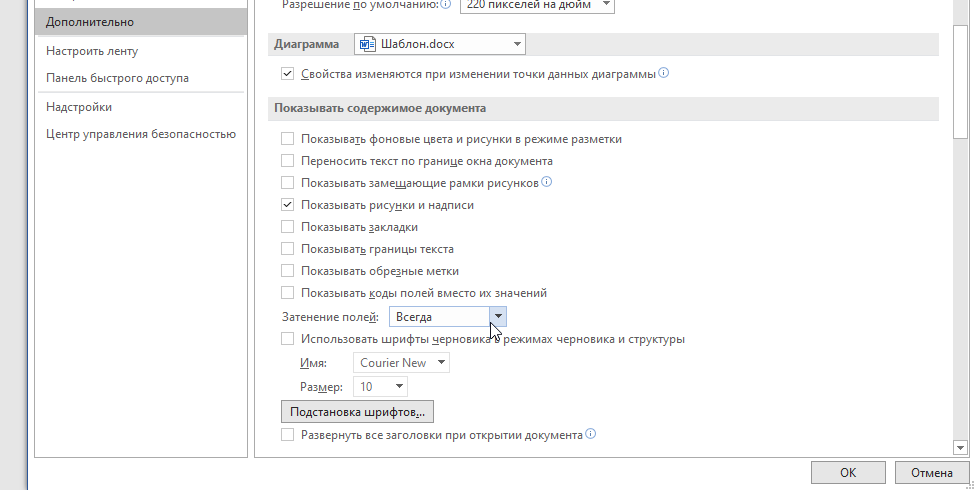 Разрешение по умолчанию: 220 пикселей на дюйм
Дополнительно
Настроить ленту
Панель быстрого доступа
Надстройки
Центр управления безопасностью
Диаграмма Шаблон.docx
Свойства изменяются при изменении точки данных диаграммы
Показывать содержимое документа
Показывать фоновые цвета и рисунки в режиме разметки
Переносить текст по границе окна документа
Показывать замещающие рамки рисунков
Показывать рисунки и надписи
Показывать закладки
Показывать границы текста
Показывать обрезные метки
Показывать коды полей вместо их значений
Затенение полей: Всегда
Использовать шрифты черновика в режимах черновика и структуры
Имя: Courier New
Размер: 10
Подстановка шрифтов...
Развернуть все заголовки при открытии документа
ОК Отмена